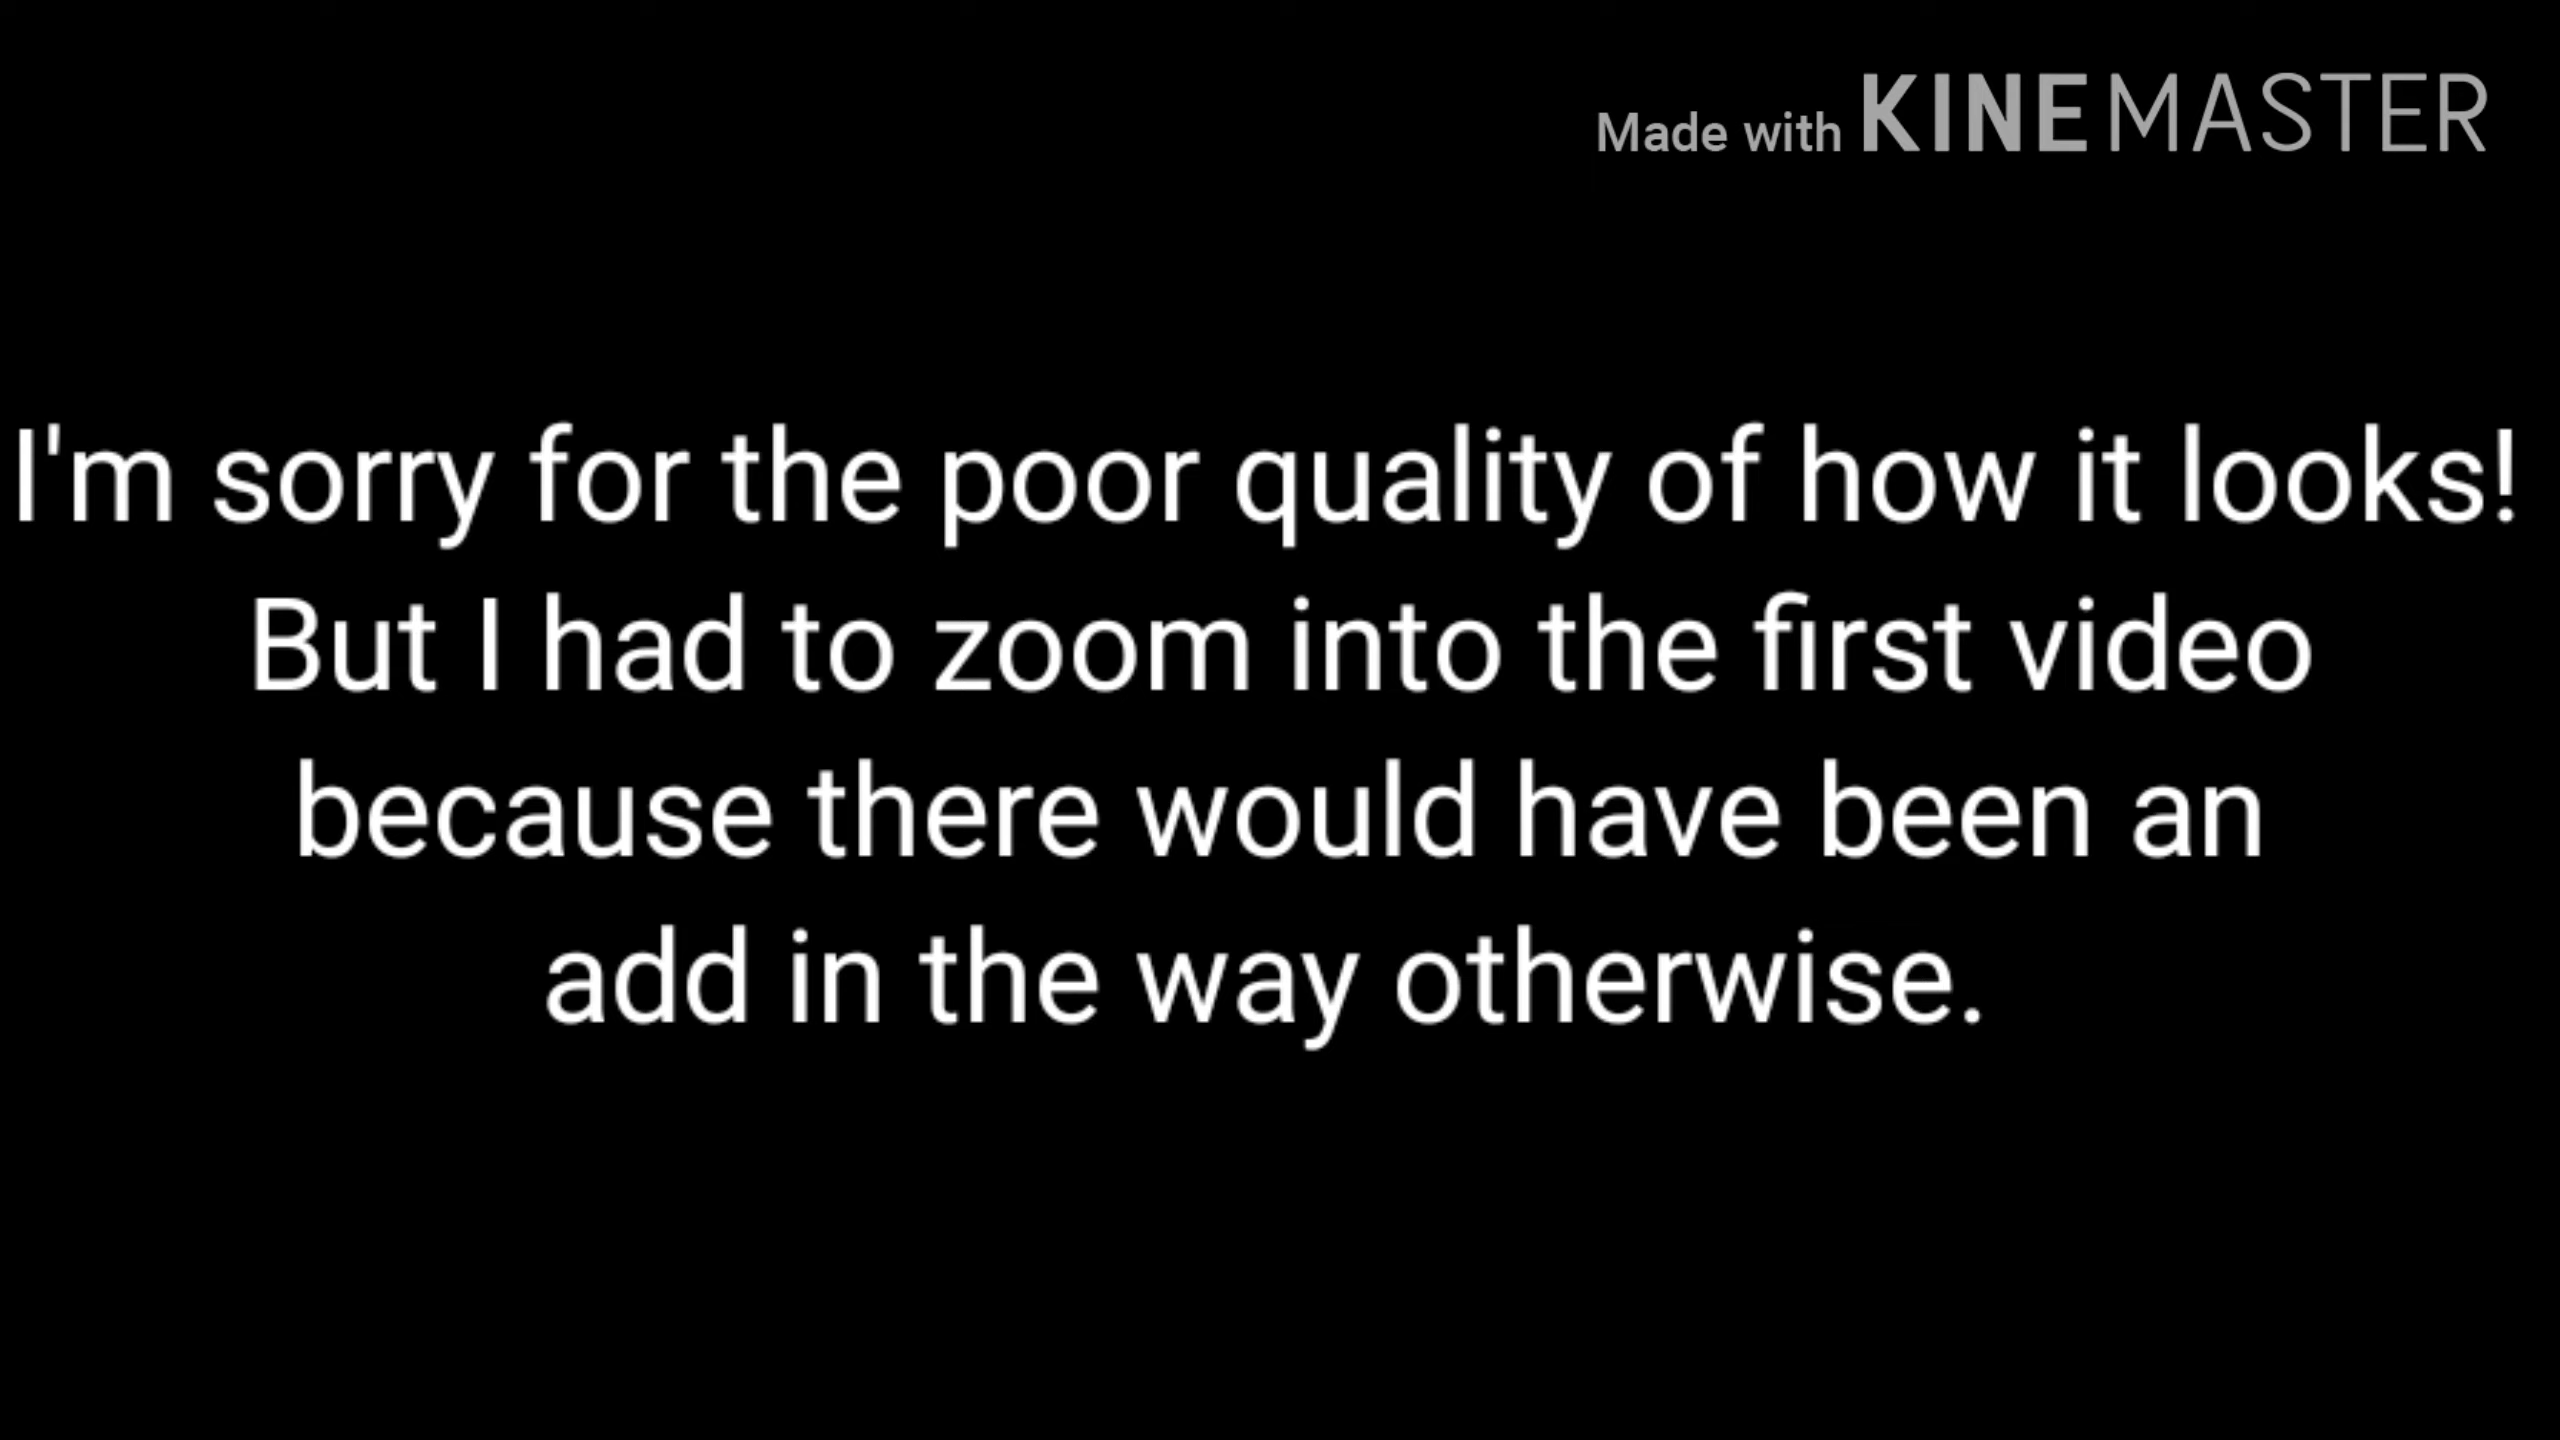 Made with KINEMASTER
I'm sorry for the poor quality of how it looks!
But I had to zoom into the first video
because there would have been an
add in the way otherwise.